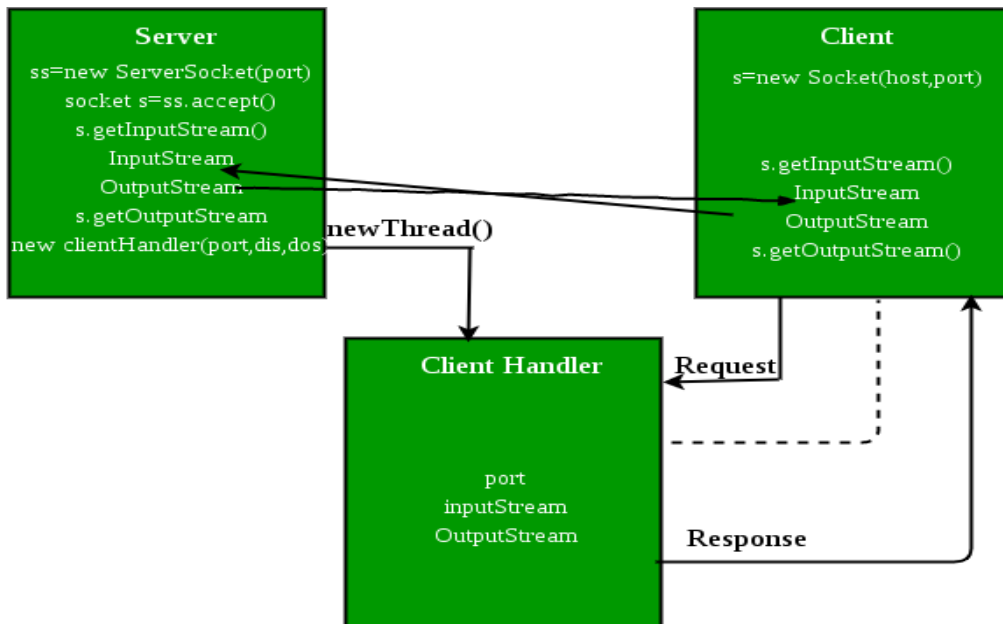 Server
ss=new ServerSocket(port)
socket s=ss.accept()
s.getInputStream()
InputStream
OutputStream
s.getOutputStream
new clientHandler(port,dis,dos)
newThread()
Client
s=new Socket(host,port)
s.getInputStream()
InputStream
OutputStream
s.getOutputStream()
Client Handler
port
inputStream
OutputStream
Request
Response